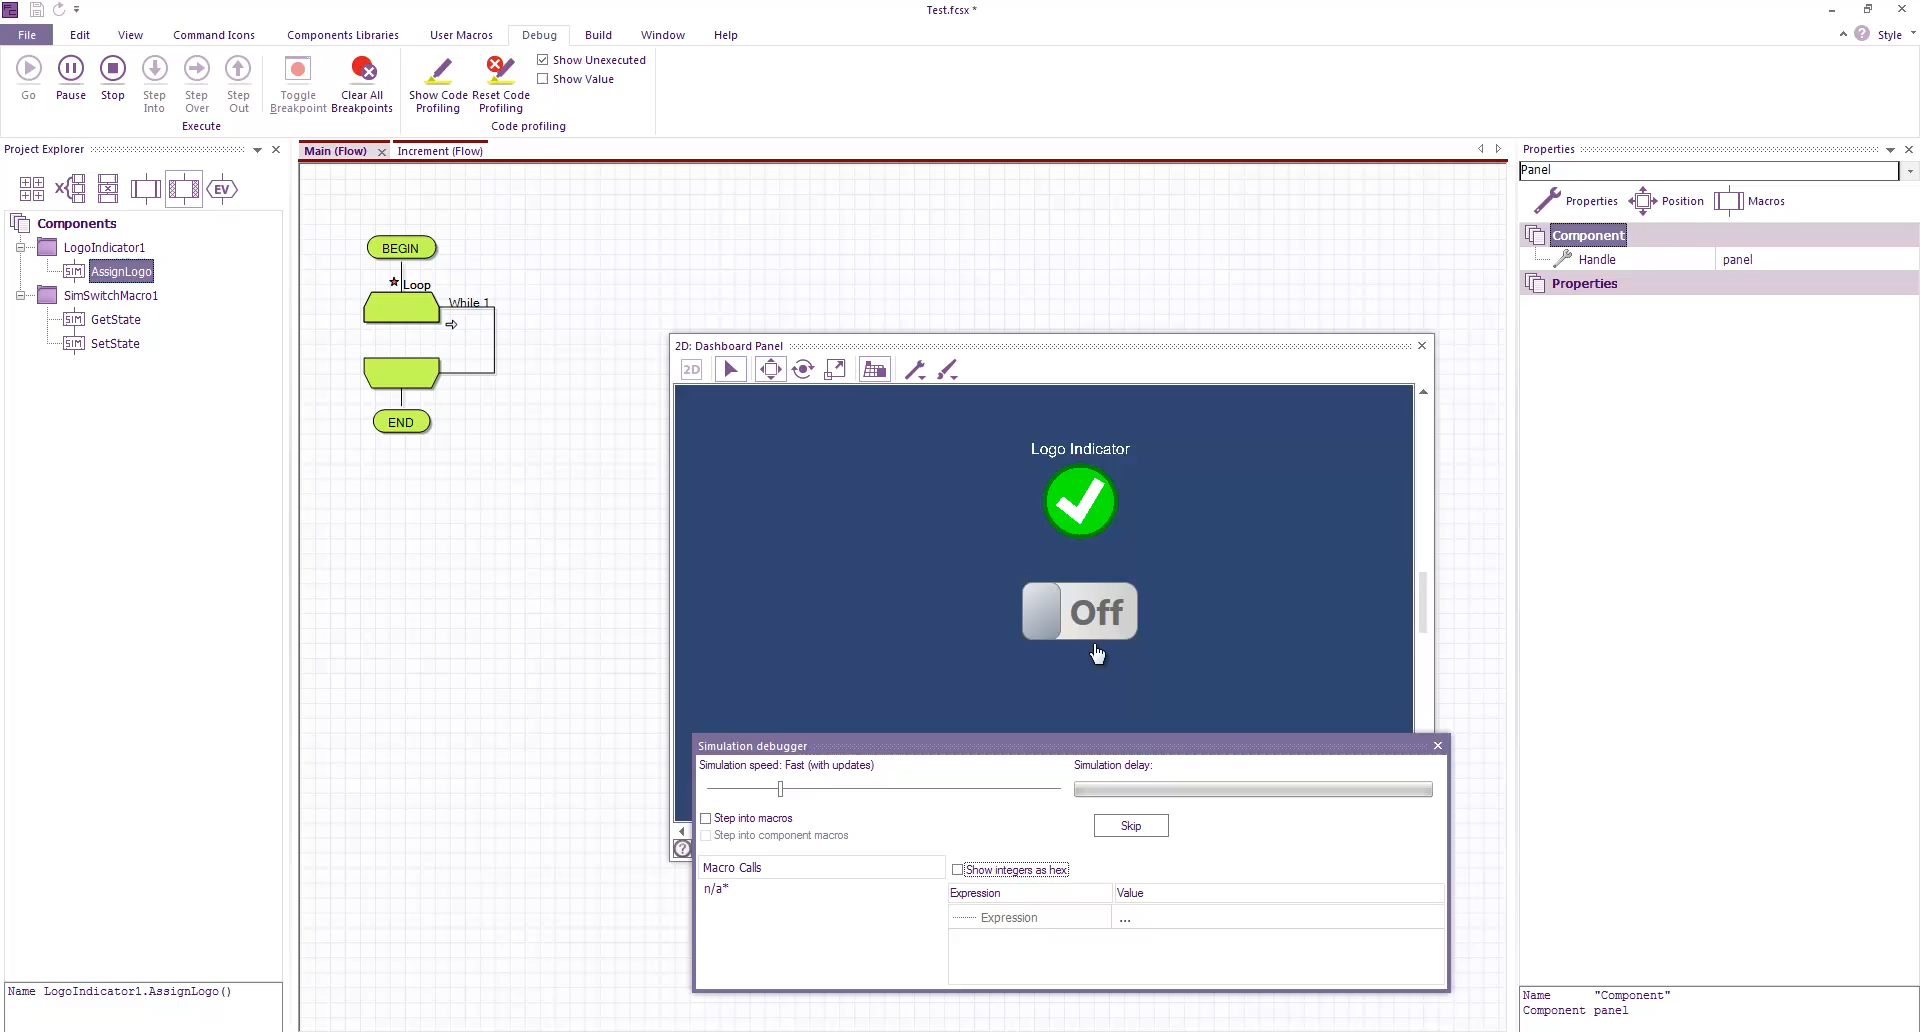 Test.fcsx *
File Edit View Command Icons Components Libraries User Macros Debug Build Window Help Style
Go Pause Stop Step Into Step Over Step Out Toggle Breakpoint Clear All Breakpoints Show Code Profiling Reset Code Profiling
Show Unexecuted
Show Value
Execute Code profiling
Project Explorer
EV
Components
LogoIndicator1
SIM AssignLogo
SimSwitchMacro1
SIM GetState
SIM SetState
Name LogoIndicator1.AssignLogo()
Main (Flow) Increment (Flow)
BEGIN
Loop
While 1
END
2D: Dashboard Panel
2D
Logo Indicator
Off
Simulation debugger
Simulation speed: Fast (with updates) Simulation delay:
Step into macros
Step into component macros
Skip
Macro Calls
n/a*
Show integers as hex
Expression Value
Expression ...
Properties
Panel
Properties Position Macros
Component
Handle panel
Properties
Name "Component"
Component panel